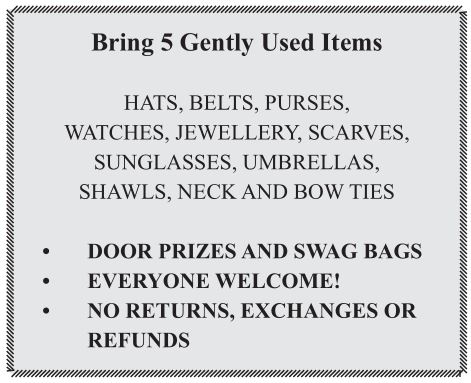 Bring 5 Gently Used Items
HATS, BELTS, PURSES,
WATCHES, JEWELLERY, SCARVES,
SUNGLASSES, UMBRELLAS,
SHAWLS, NECK AND BOW TIES
• DOOR PRIZES AND SWAG BAGS
• EVERYONE WELCOME!
• NO RETURNS, EXCHANGES OR
REFUNDS